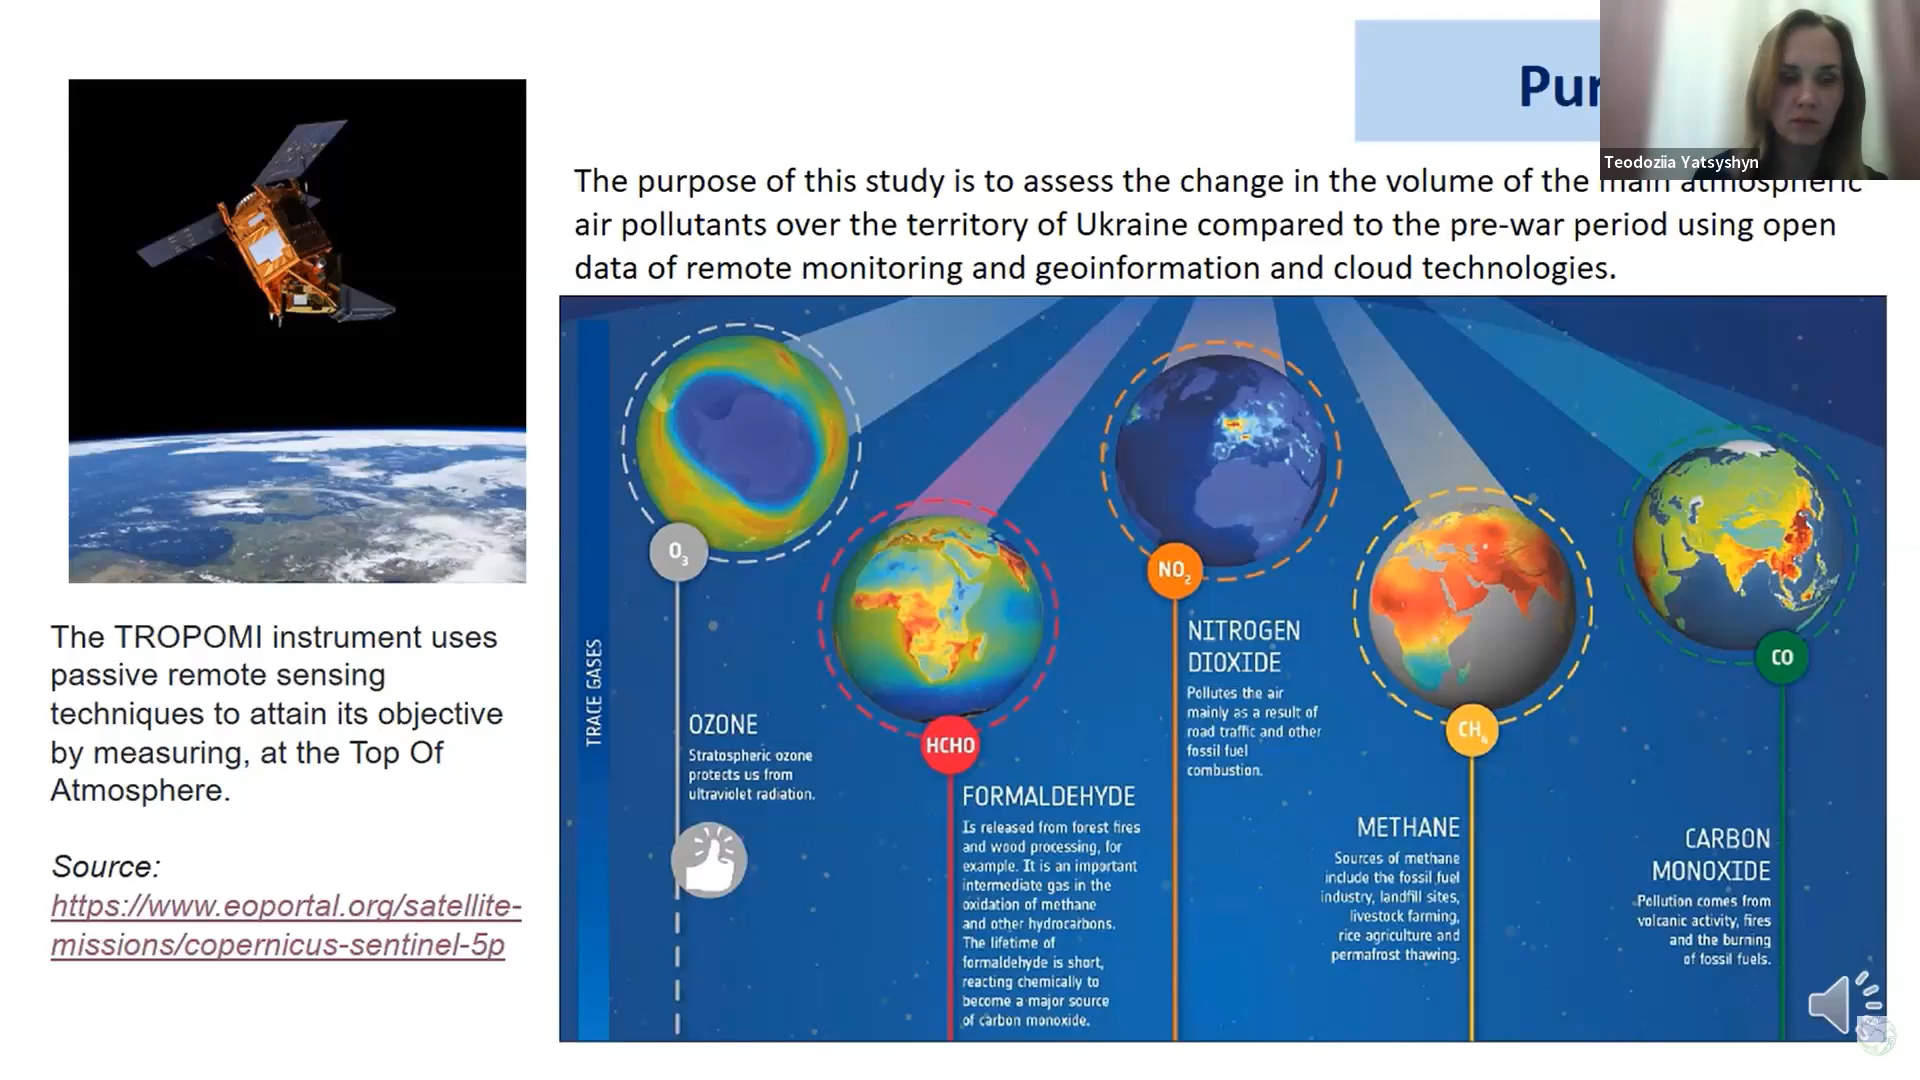 Pur
Teodoziia Yatsyshyn
The purpose of this study is to assess the change in the volume of the main atmospheric
air pollutants over the territory of Ukraine compared to the pre-war period using open
data of remote monitoring and geoinformation and cloud technologies.
The TROPOMI instrument uses
passive remote sensing
techniques to attain its objective
by measuring, at the Top Of
Atmosphere.
Source:
https://www.eoportal.org/satellite-
missions/copernicus-sentinel-5p
TRACE GASES
O3
OZONE
Stratospheric ozone
protects us from
ultraviolet radiation.
HCHO
FORMALDEHYDE
Is released from forest fires
and wood processing, for
example. It is an important
intermediate gas in the
oxidation of methane
and other hydrocarbons.
The lifetime of
formaldehyde is short,
reacting chemically to
become a major source
of carbon monoxide.
NO2
NITROGEN
DIOXIDE
Pollutes the air
mainly as a result of
road traffic and other
fossil fuel
combustion.
CH4
METHANE
Sources of methane
include the fossil fuel
industry, landfill sites,
livestock farming,
rice agriculture and
permafrost thawing.
CO
CARBON
MONOXIDE
Pollution comes from
volcanic activity, fires
and the burning
of fossil fuels.